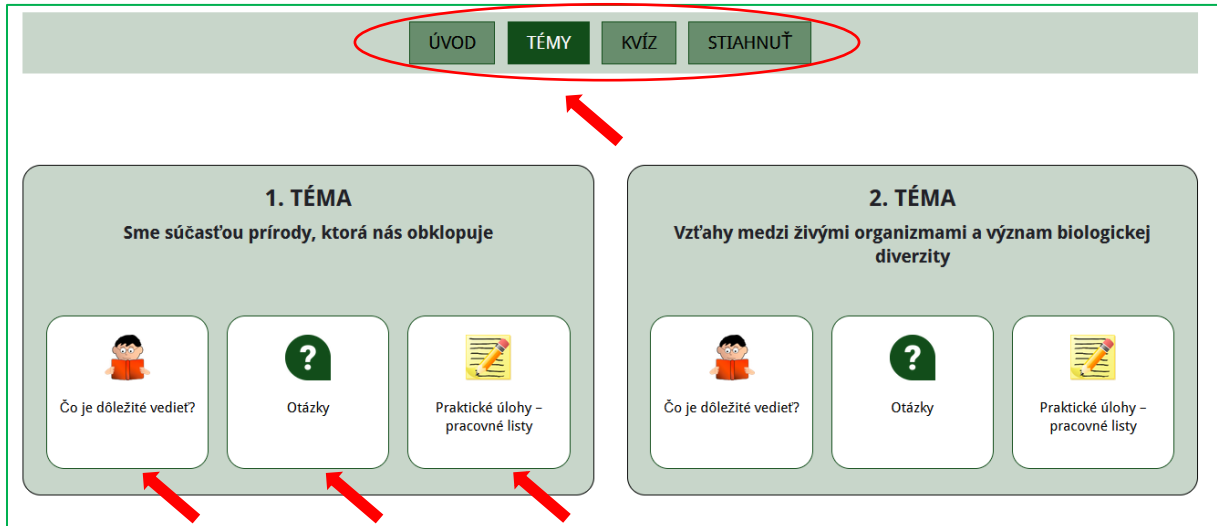 ÚVOD
TÉMY
KVÍZ
STIAHNUŤ
1. TÉMA
Sme súčasťou prírody, ktorá nás obklopuje
Čo je dôležité vedieť?
Otázky
Praktické úlohy –
pracovné listy
2. TÉMA
Vzťahy medzi živými organizmami a význam biologickej
diverzity
Čo je dôležité vedieť?
Otázky
Praktické úlohy –
pracovné listy